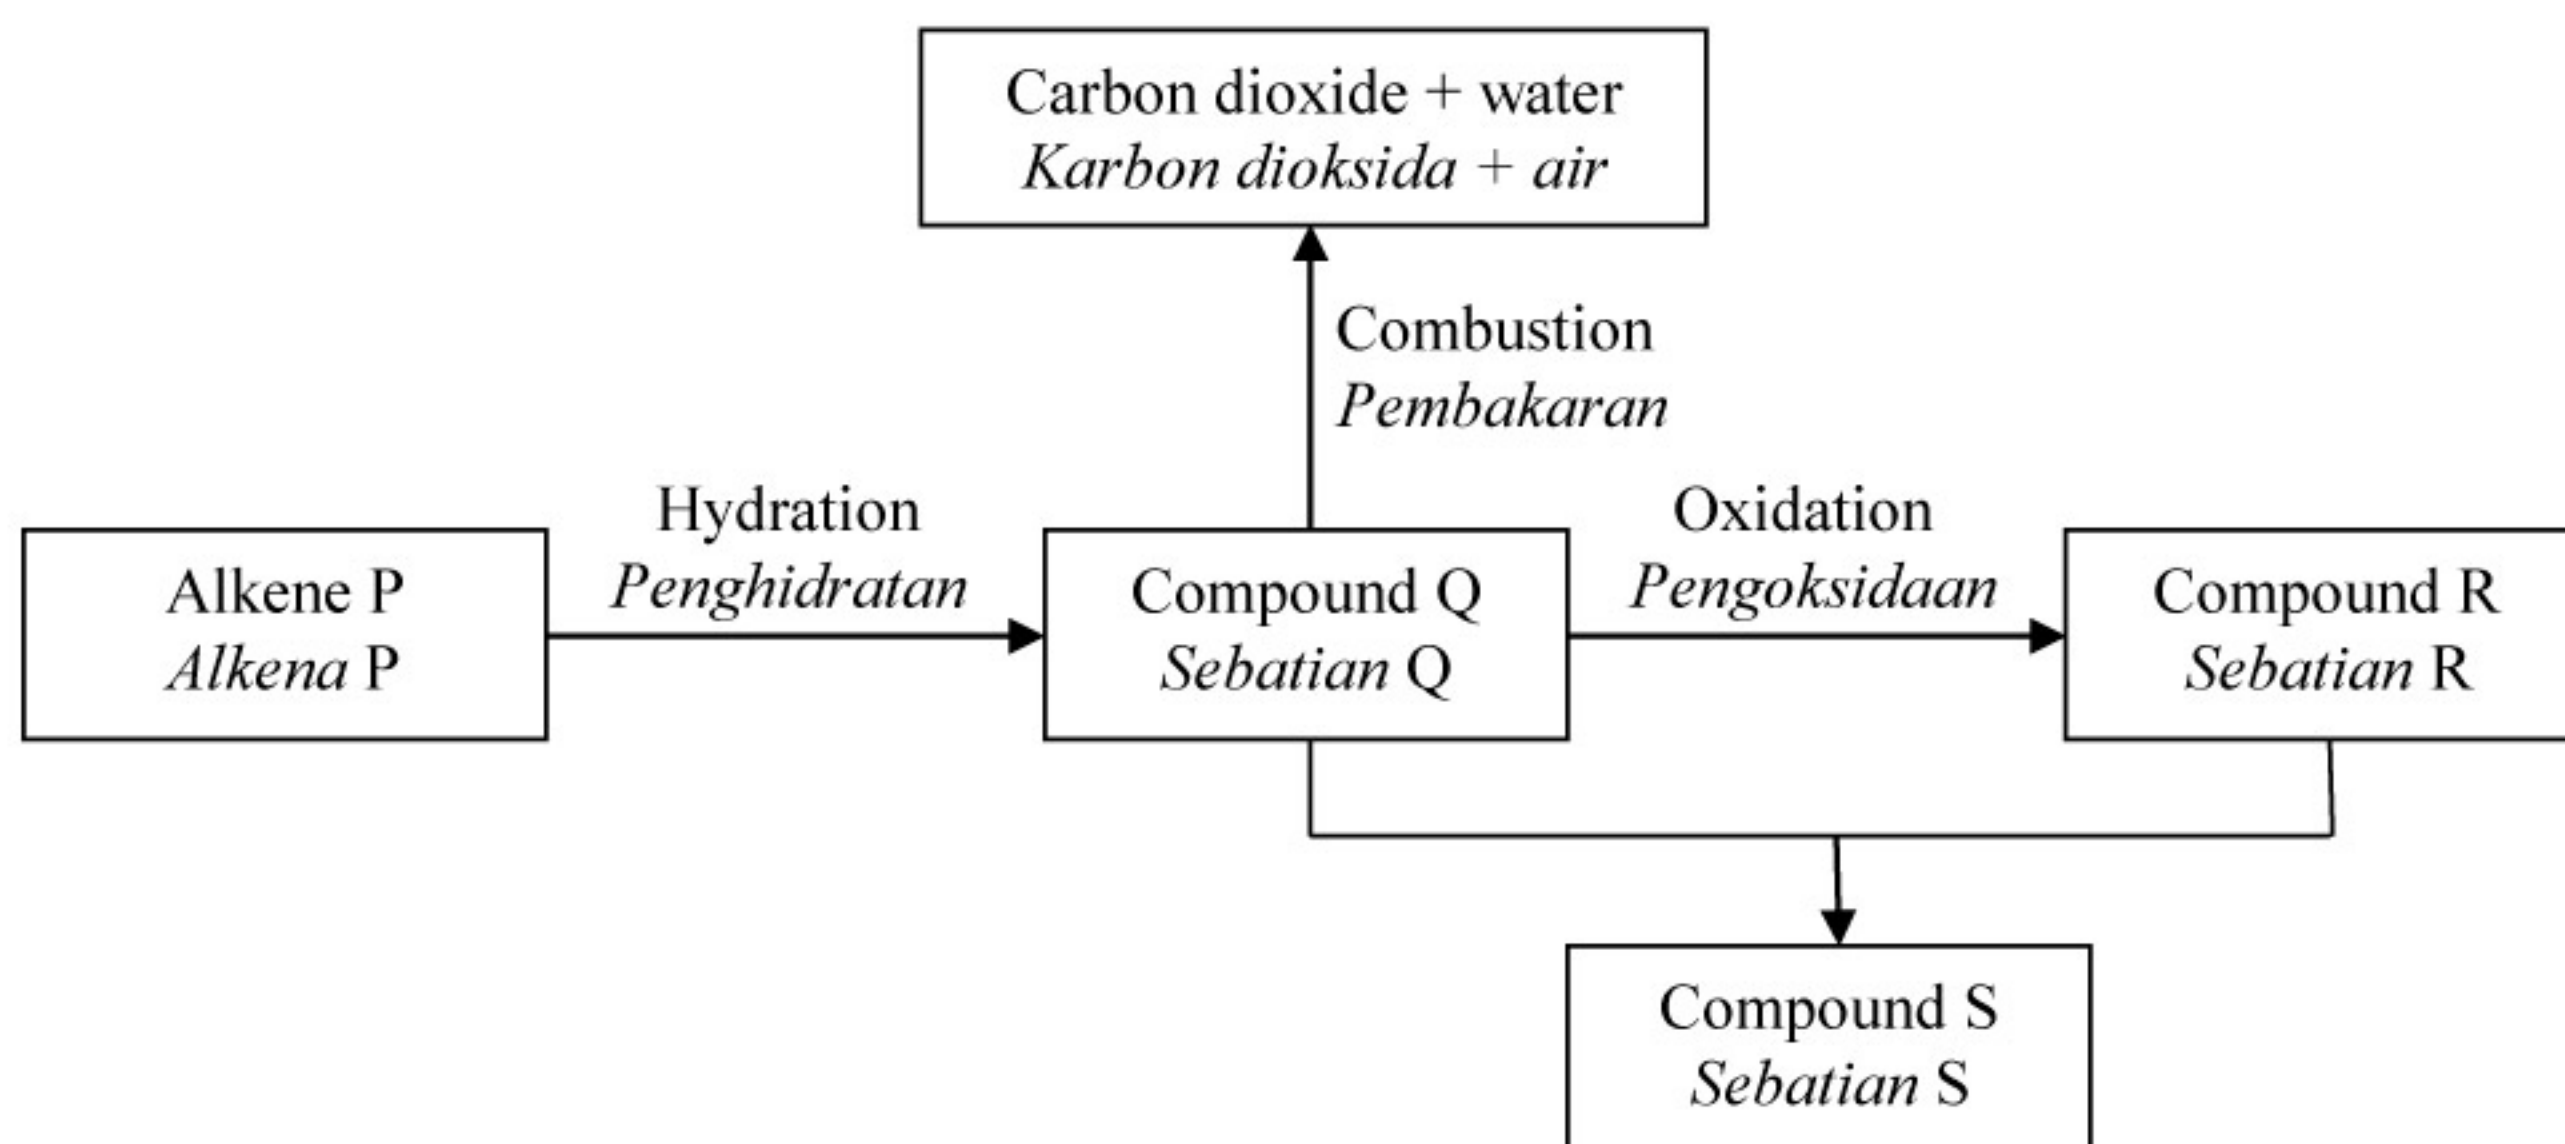 Carbon dioxide + water
Karbon dioksida + air
Combustion
Pembakaran
Hydration
Penghidratan
Oxidation
Pengoksidaan
Alkene P
Alkena P
Compound Q
Sebatian Q
Compound R
Sebatian R
Compound S
Sebatian S